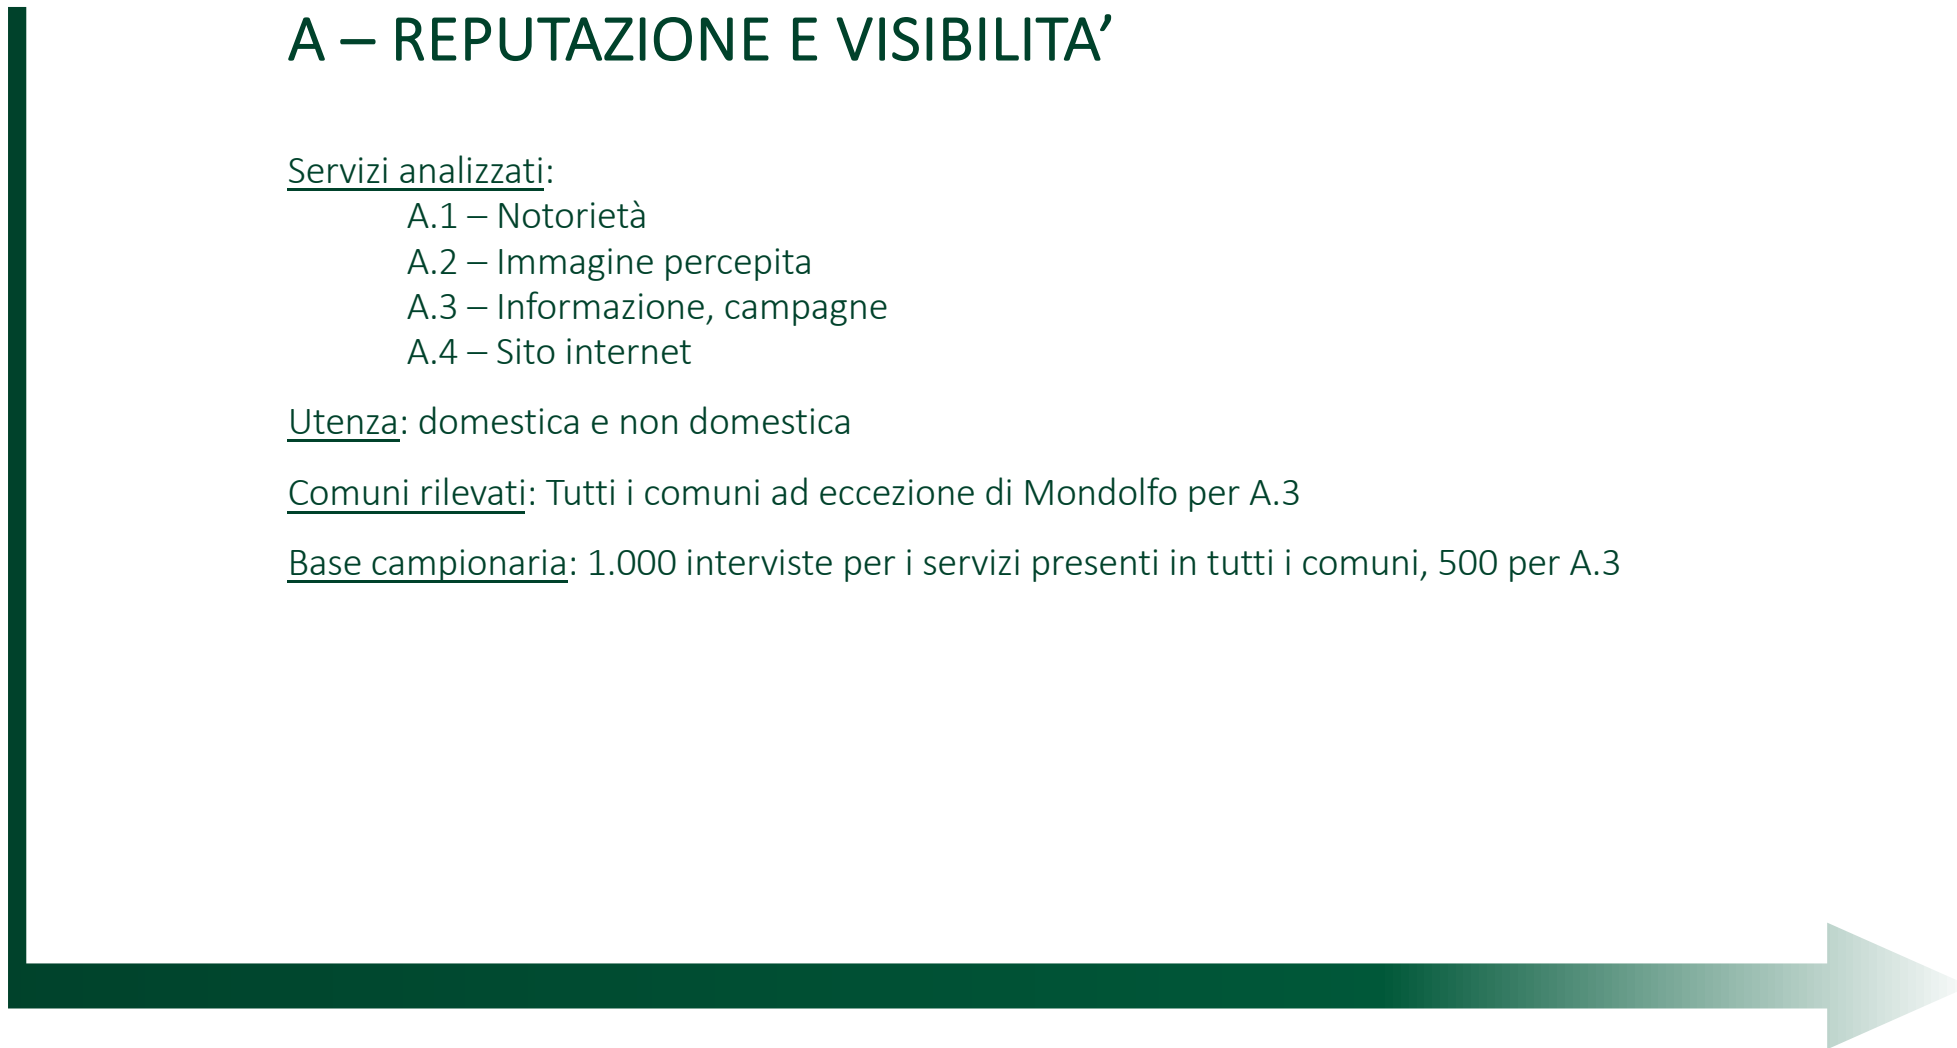 A – REPUTAZIONE E VISIBILITA’
Servizi analizzati:
A.1 – Notorietà
A.2 – Immagine percepita
A.3 – Informazione, campagne
A.4 – Sito internet
Utenza: domestica e non domestica
Comuni rilevati: Tutti i comuni ad eccezione di Mondolfo per A.3
Base campionaria: 1.000 interviste per i servizi presenti in tutti i comuni, 500 per A.3